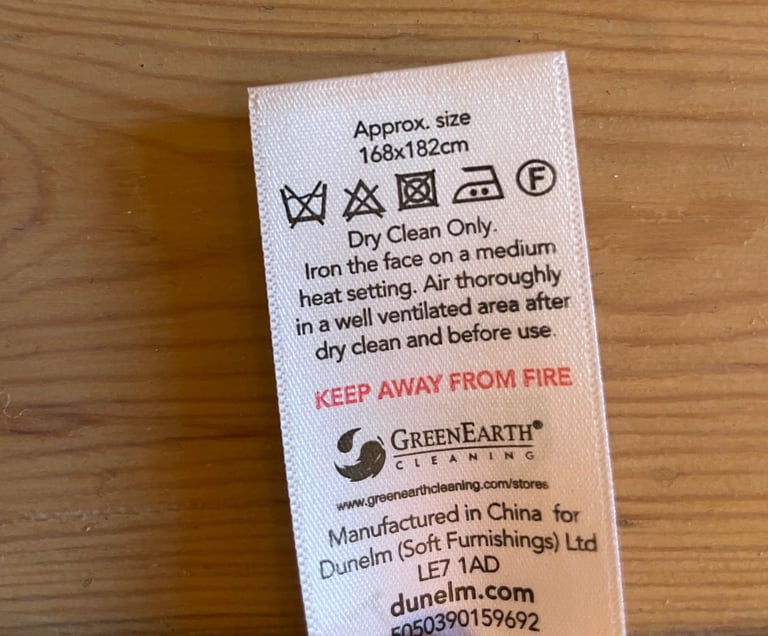 Approx. size
168x182cm
F
Dry Clean Only.
Iron the face on a medium
heat setting. Air thoroughly
in a well ventilated area after
dry clean and before use.
KEEP AWAY FROM FIRE
GREENEARTH®
CLEANING
www.greenearthcleaning.com/stores
Manufactured in China for
Dunelm (Soft Furnishings) Ltd
LE7 1AD
dunelm.com
5050390159692